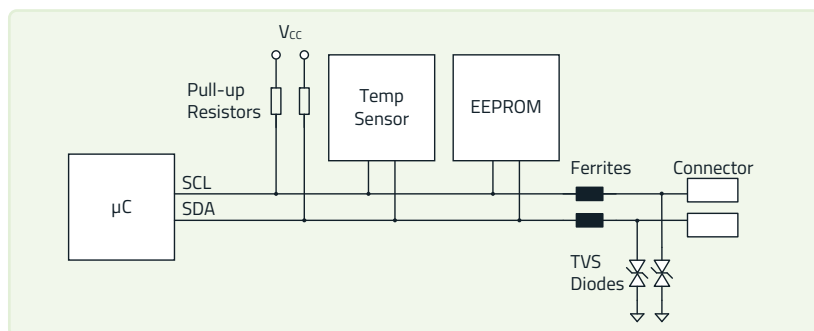 Vcc
Pull-up
Resistors
Temp
Sensor
EEPROM
Ferrites
Connector
SCL
µC
SDA
TVS
Diodes